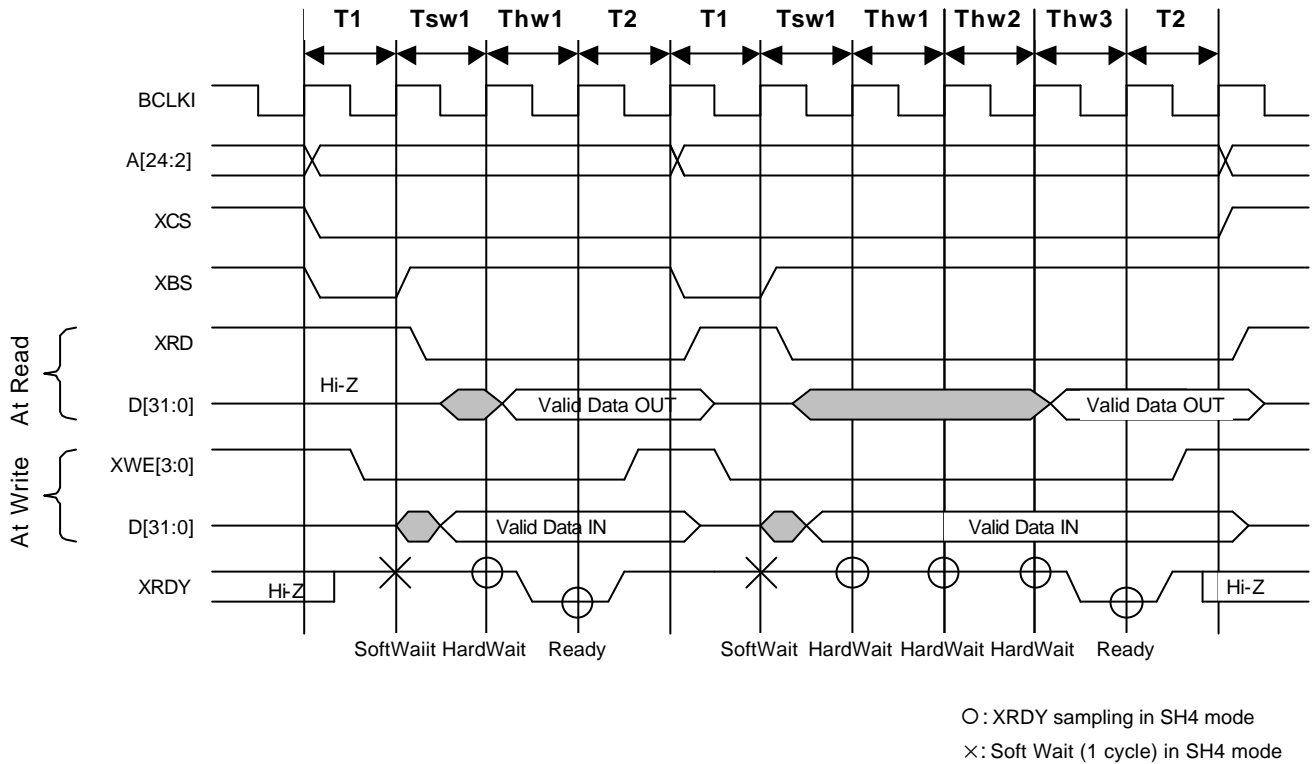 T1 Tsw1 Thw1 T2 T1 Tsw1 Thw1 Thw2 Thw3 T2
BCLKI
A[24:2]
XCS
XBS
At Read
XRD
Hi-Z
D[31:0] Valid Data OUT Valid Data OUT
At Write
XWE[3:0]
D[31:0] Valid Data IN Valid Data IN
XRDY Hi-Z Hi-Z
SoftWaiit HardWait Ready SoftWait HardWait HardWait HardWait Ready
○: XRDY sampling in SH4 mode
×: Soft Wait (1 cycle) in SH4 mode